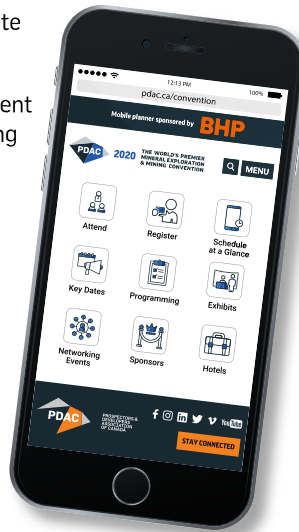 te
ent
ng
12:13 PM
100%
pdac.ca/convention
Mobile planner sponsored by BHP
PDAC 2020 THE WORLD'S PREMIER
MINERAL EXPLORATION
& MINING CONVENTION
MENU
Attend
Register
Schedule
at a Glance
Key Dates
Programming
Exhibits
Networking
Events
Sponsors
Hotels
PDAC
PROSPECTORS &
DEVELOPERS
ASSOCIATION
OF CANADA
YouTube
STAY CONNECTED